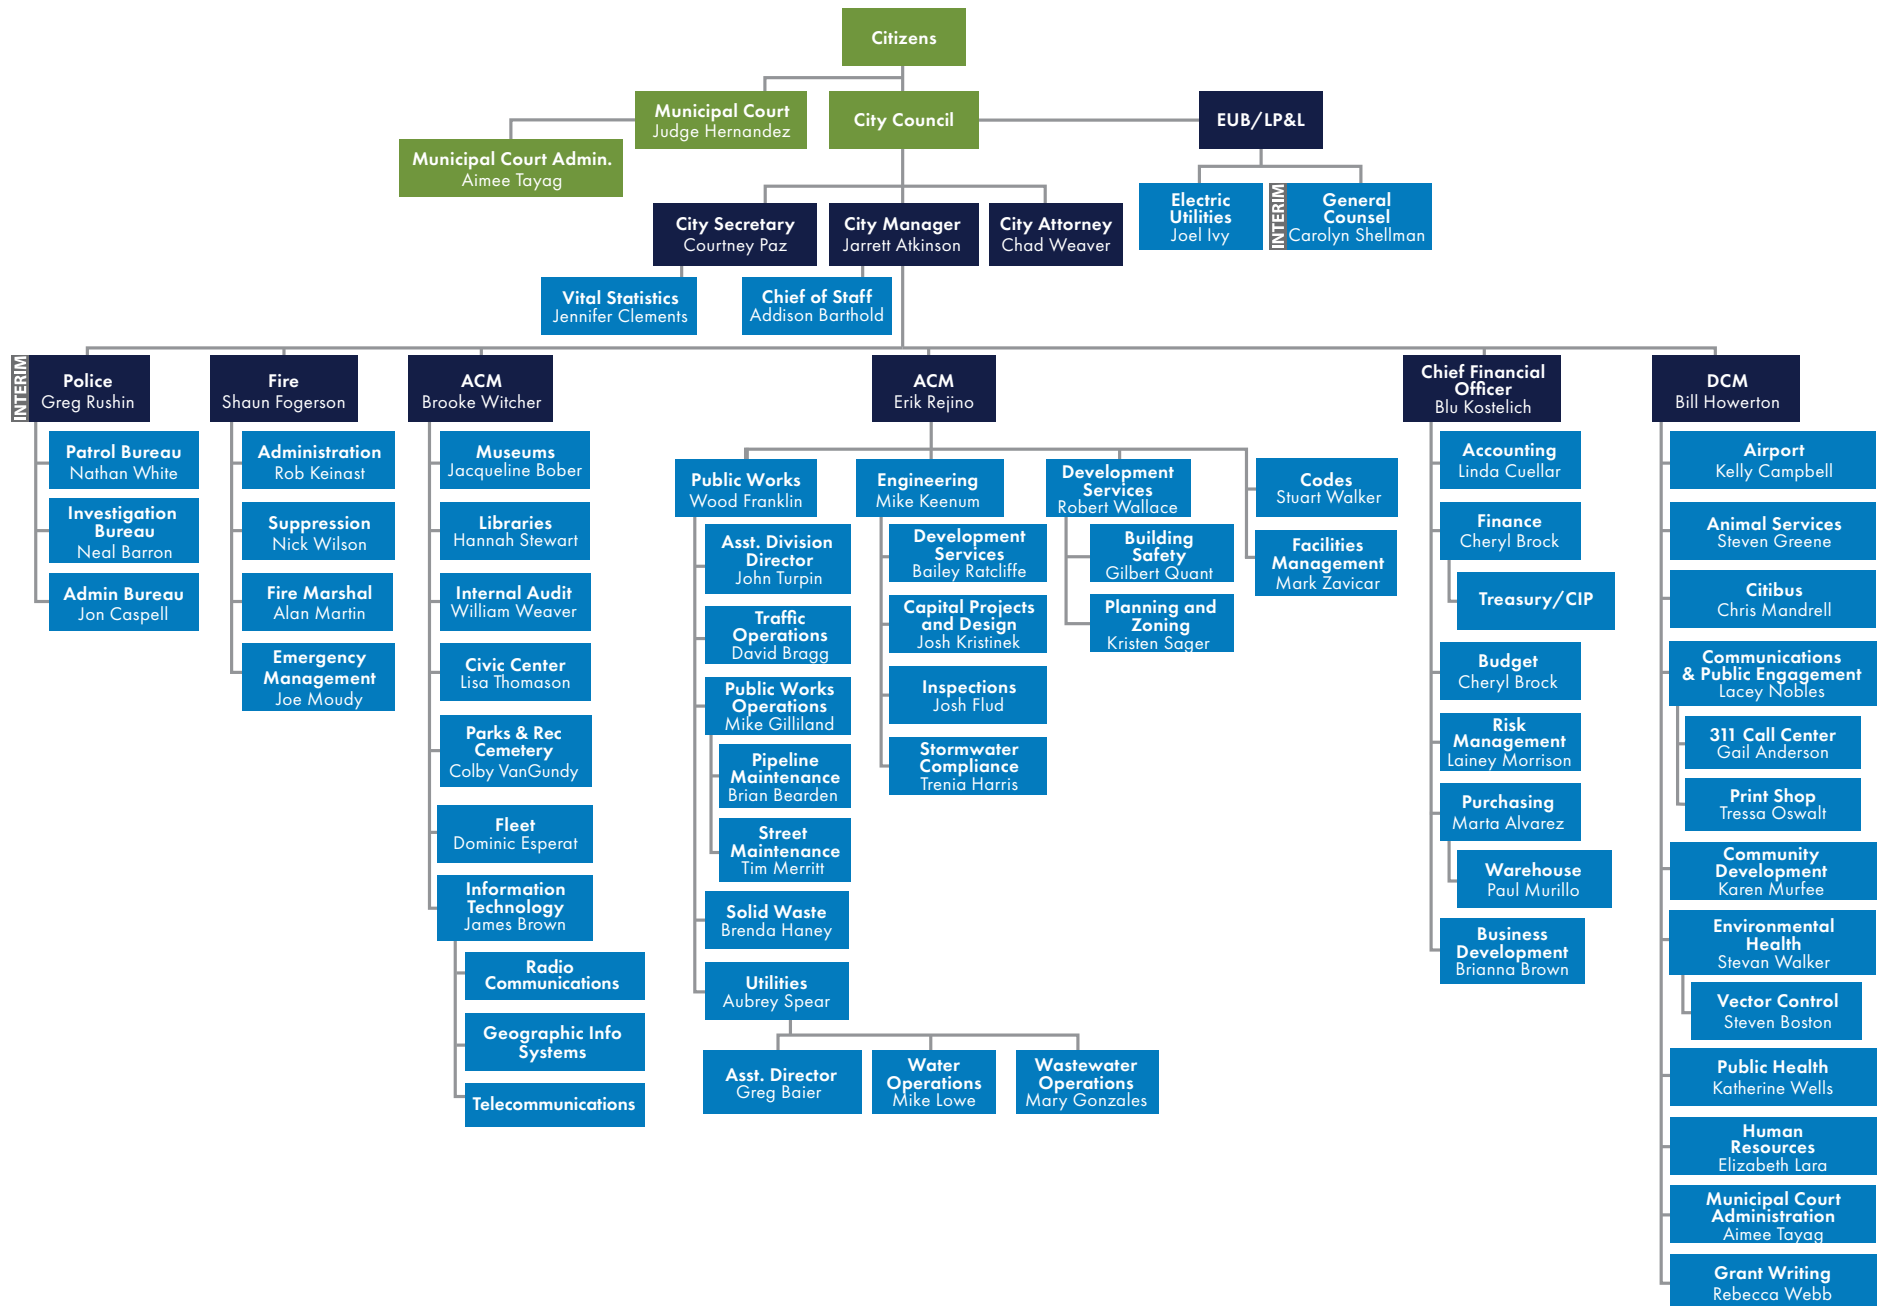 Citizens
Municipal Court
Judge Hernandez
City Council
EUB/LP&L
Municipal Court Admin.
Aimee Tayag
Electric
Utilities
Joel Ivy
INTERIM
General
Counsel
Carolyn Shellman
City Secretary
Courtney Paz
City Manager
Jarrett Atkinson
City Attorney
Chad Weaver
Vital Statistics
Jennifer Clements
Chief of Staff
Addison Barthold
INTERIM
Police
Greg Rushin
Patrol Bureau
Nathan White
Investigation
Bureau
Neal Barron
Admin Bureau
Jon Caspell
Fire
Shaun Fogerson
Administration
Rob Keinast
Suppression
Nick Wilson
Fire Marshal
Alan Martin
Emergency
Management
Joe Moudy
ACM
Brooke Witcher
Museums
Jacqueline Bober
Libraries
Hannah Stewart
Internal Audit
William Weaver
Civic Center
Lisa Thomason
Parks & Rec
Cemetery
Colby VanGundy
Fleet
Dominic Esperat
Information
Technology
James Brown
Radio
Communications
Geographic Info
Systems
Telecommunications
ACM
Erik Rejino
Public Works
Wood Franklin
Asst. Division
Director
John Turpin
Traffic
Operations
David Bragg
Public Works
Operations
Mike Gilliland
Pipeline
Maintenance
Brian Bearden
Street
Maintenance
Tim Merritt
Solid Waste
Brenda Haney
Utilities
Aubrey Spear
Asst. Director
Greg Baier
Water
Operations
Mike Lowe
Wastewater
Operations
Mary Gonzales
Engineering
Mike Keenum
Development
Services
Bailey Ratcliffe
Capital Projects
and Design
Josh Kristinek
Inspections
Josh Flud
Stormwater
Compliance
Trenia Harris
Development
Services
Robert Wallace
Building
Safety
Gilbert Quant
Planning and
Zoning
Kristen Sager
Codes
Stuart Walker
Facilities
Management
Mark Zavicar
Chief Financial
Officer
Blu Kostelich
Accounting
Linda Cuellar
Finance
Cheryl Brock
Treasury/CIP
Budget
Cheryl Brock
Risk
Management
Lainey Morrison
Purchasing
Marta Alvarez
Warehouse
Paul Murillo
Business
Development
Brianna Brown
DCM
Bill Howerton
Airport
Kelly Campbell
Animal Services
Steven Greene
Citibus
Chris Mandrell
Communications
& Public Engagement
Lacey Nobles
311 Call Center
Gail Anderson
Print Shop
Tressa Oswalt
Community
Development
Karen Murfee
Environmental
Health
Stevan Walker
Vector Control
Steven Boston
Public Health
Katherine Wells
Human
Resources
Elizabeth Lara
Municipal Court
Administration
Aimee Tayag
Grant Writing
Rebecca Webb